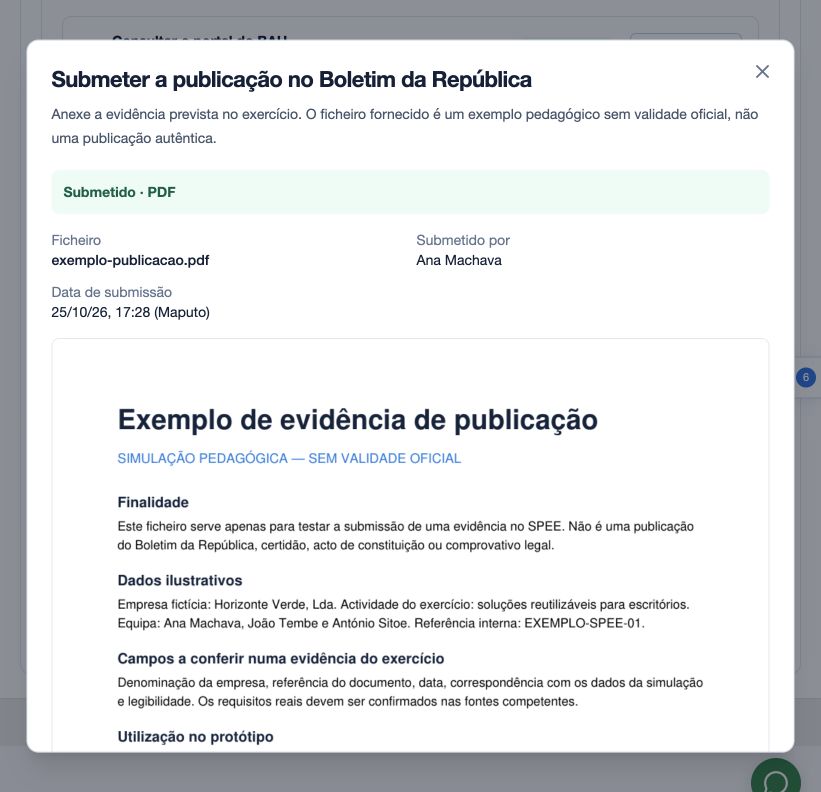 Consultar o portal do BAU
Submeter a publicação no Boletim da República
Anexe a evidência prevista no exercício. O ficheiro fornecido é um exemplo pedagógico sem validade oficial, não
uma publicação autêntica.
Submetido · PDF
Ficheiro
exemplo-publicacao.pdf
Submetido por
Ana Machava
Data de submissão
25/10/26, 17:28 (Maputo)
6
Exemplo de evidência de publicação
SIMULAÇÃO PEDAGÓGICA — SEM VALIDADE OFICIAL
Finalidade
Este ficheiro serve apenas para testar a submissão de uma evidência no SPEE. Não é uma publicação
do Boletim da República, certidão, acto de constituição ou comprovativo legal.
Dados ilustrativos
Empresa fictícia: Horizonte Verde, Lda. Actividade do exercício: soluções reutilizáveis para escritórios.
Equipa: Ana Machava, João Tembe e António Sitoe. Referência interna: EXEMPLO-SPEE-01.
Campos a conferir numa evidência do exercício
Denominação da empresa, referência do documento, data, correspondência com os dados da simulação
e legibilidade. Os requisitos reais devem ser confirmados nas fontes competentes.
Utilização no protótipo